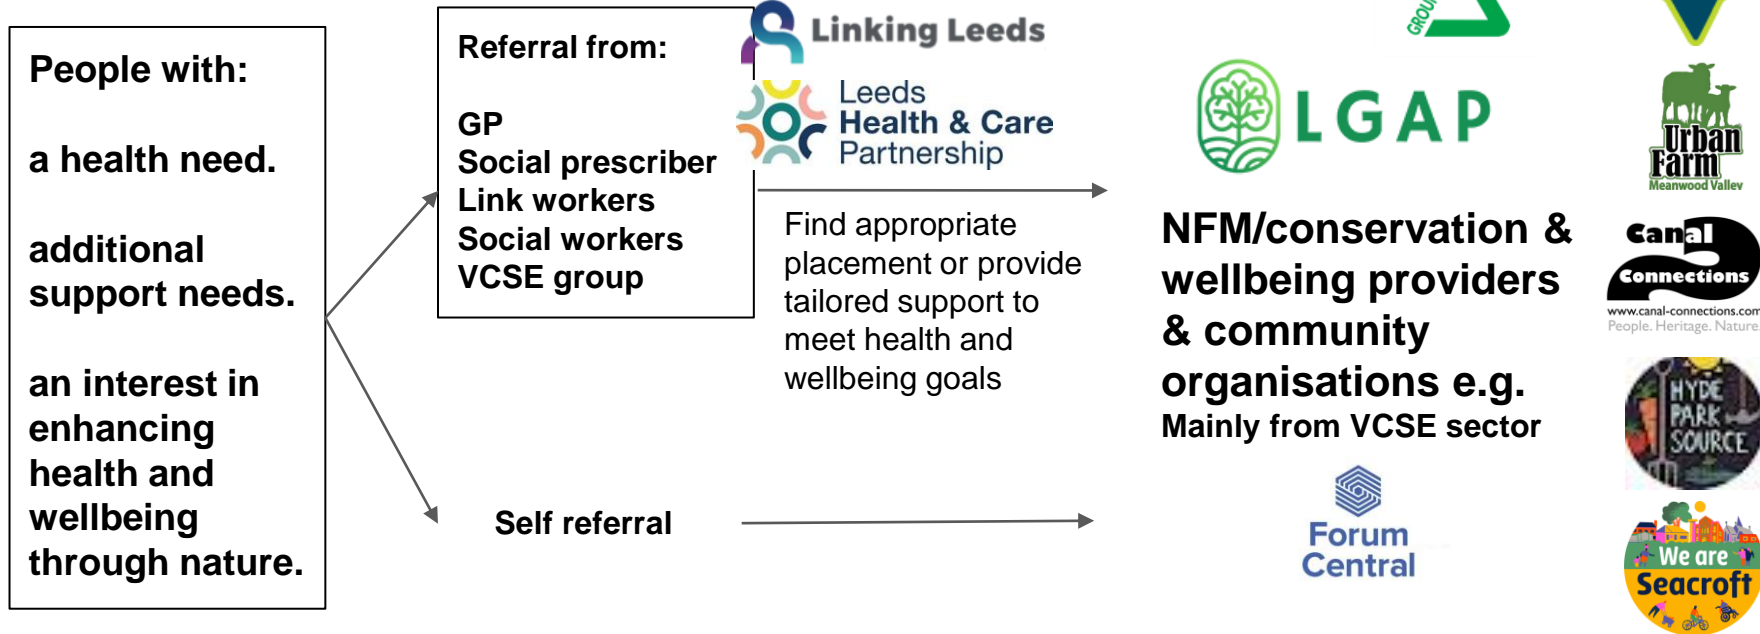 People with:
a health need.
additional
support needs.
an interest in
enhancing
health and
wellbeing
through nature.
Referral from:
GP
Social prescriber
Link workers
Social workers
VCSE group
Self referral
Linking Leeds
Leeds
Health & Care
Partnership
Find appropriate
placement or provide
tailored support to
meet health and
wellbeing goals
LGAP
NFM/conservation &
wellbeing providers
& community
organisations e.g.
Mainly from VCSE sector
Forum
Central
Urban
Farm
Meanwood Valley
Canal
Connections
www.canal-connections.com
People. Heritage. Nature.
HYDE
PARK
SOURCE
We are
Seacroft